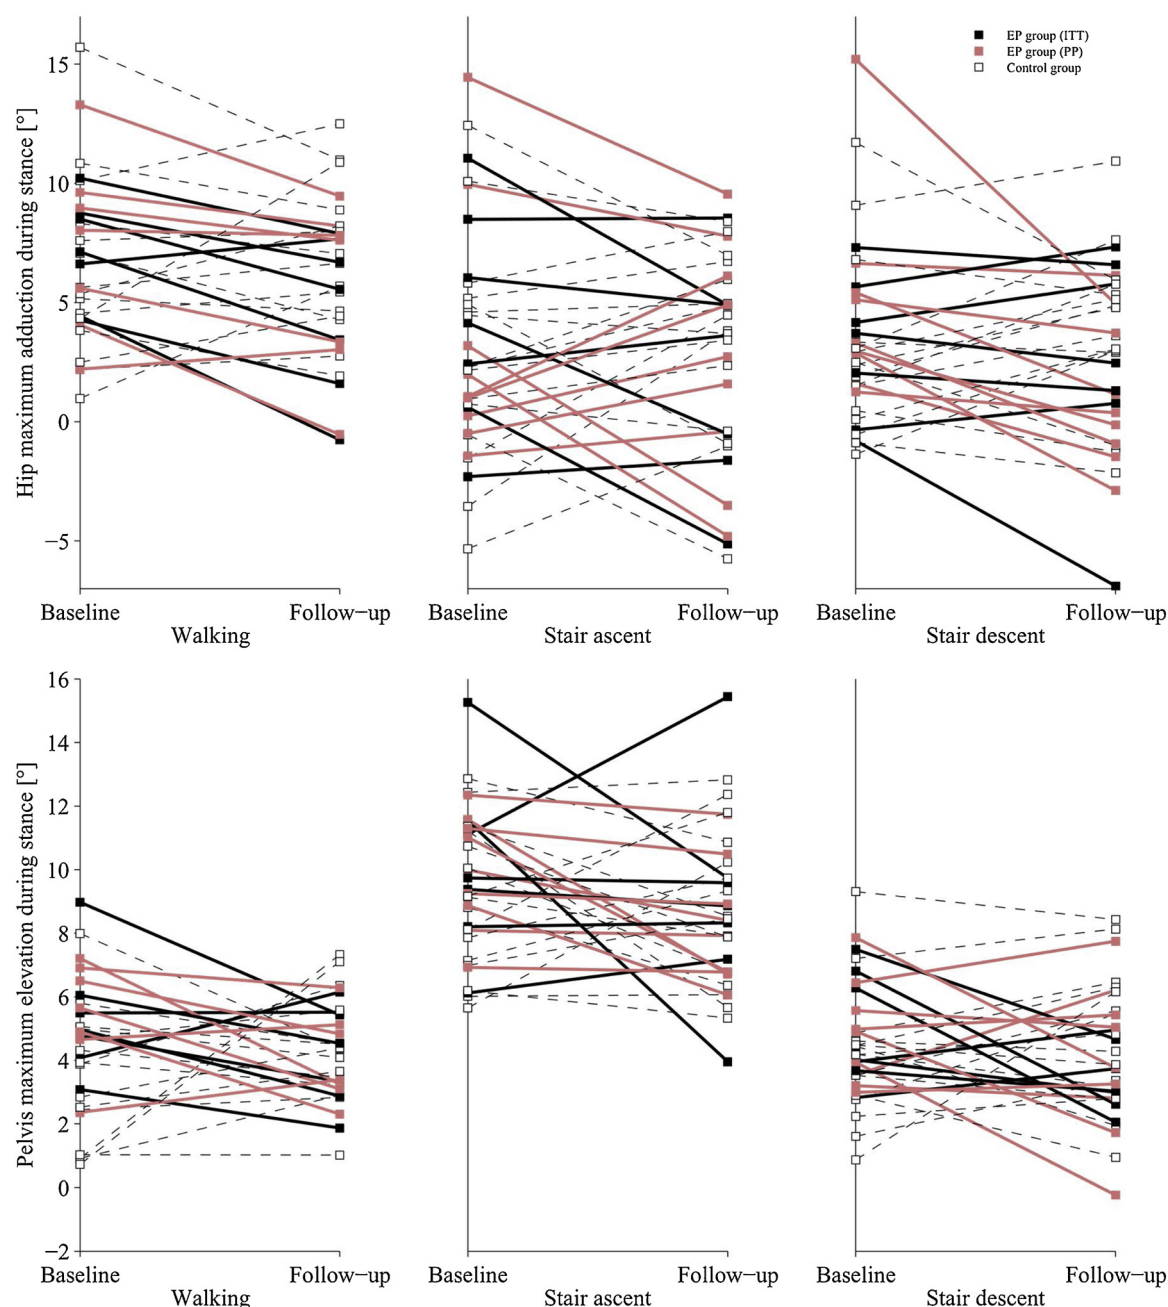 EP group (ITT)
EP group (PP)
Control group
Hip maximum adduction during stance [°]
15
10
5
0
−5
Baseline Follow−up
Walking
Baseline Follow−up
Stair ascent
Baseline Follow−up
Stair descent
Pelvis maximum elevation during stance [°]
16
14
12
10
8
6
4
2
0
−2
Baseline Follow−up
Walking
Baseline Follow−up
Stair ascent
Baseline Follow−up
Stair descent